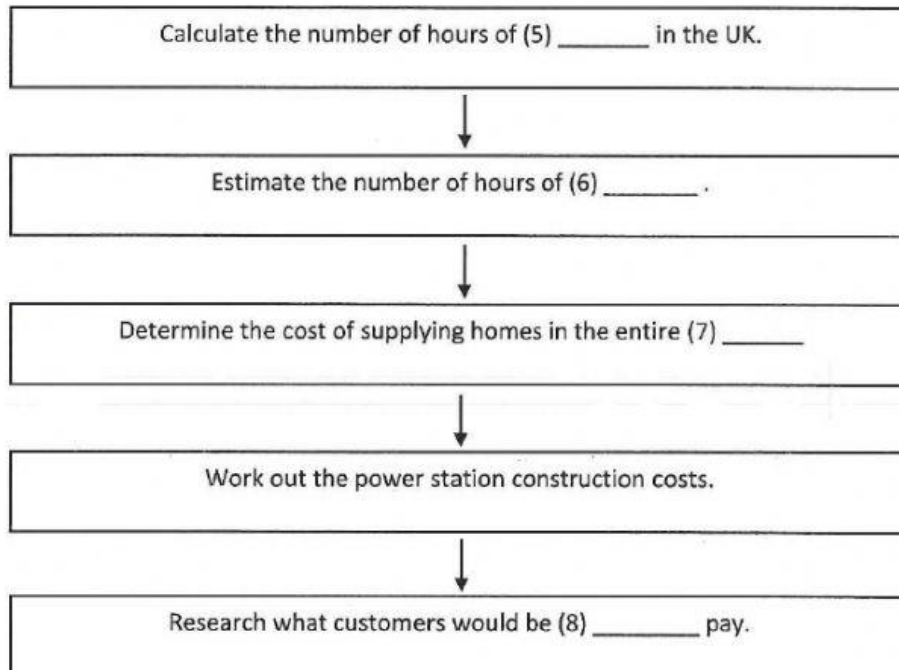 Calculate the number of hours of (5) ________ in the UK.
Estimate the number of hours of (6) ________ .
Determine the cost of supplying homes in the entire (7) ______
Work out the power station construction costs.
Research what customers would be (8) ________ pay.